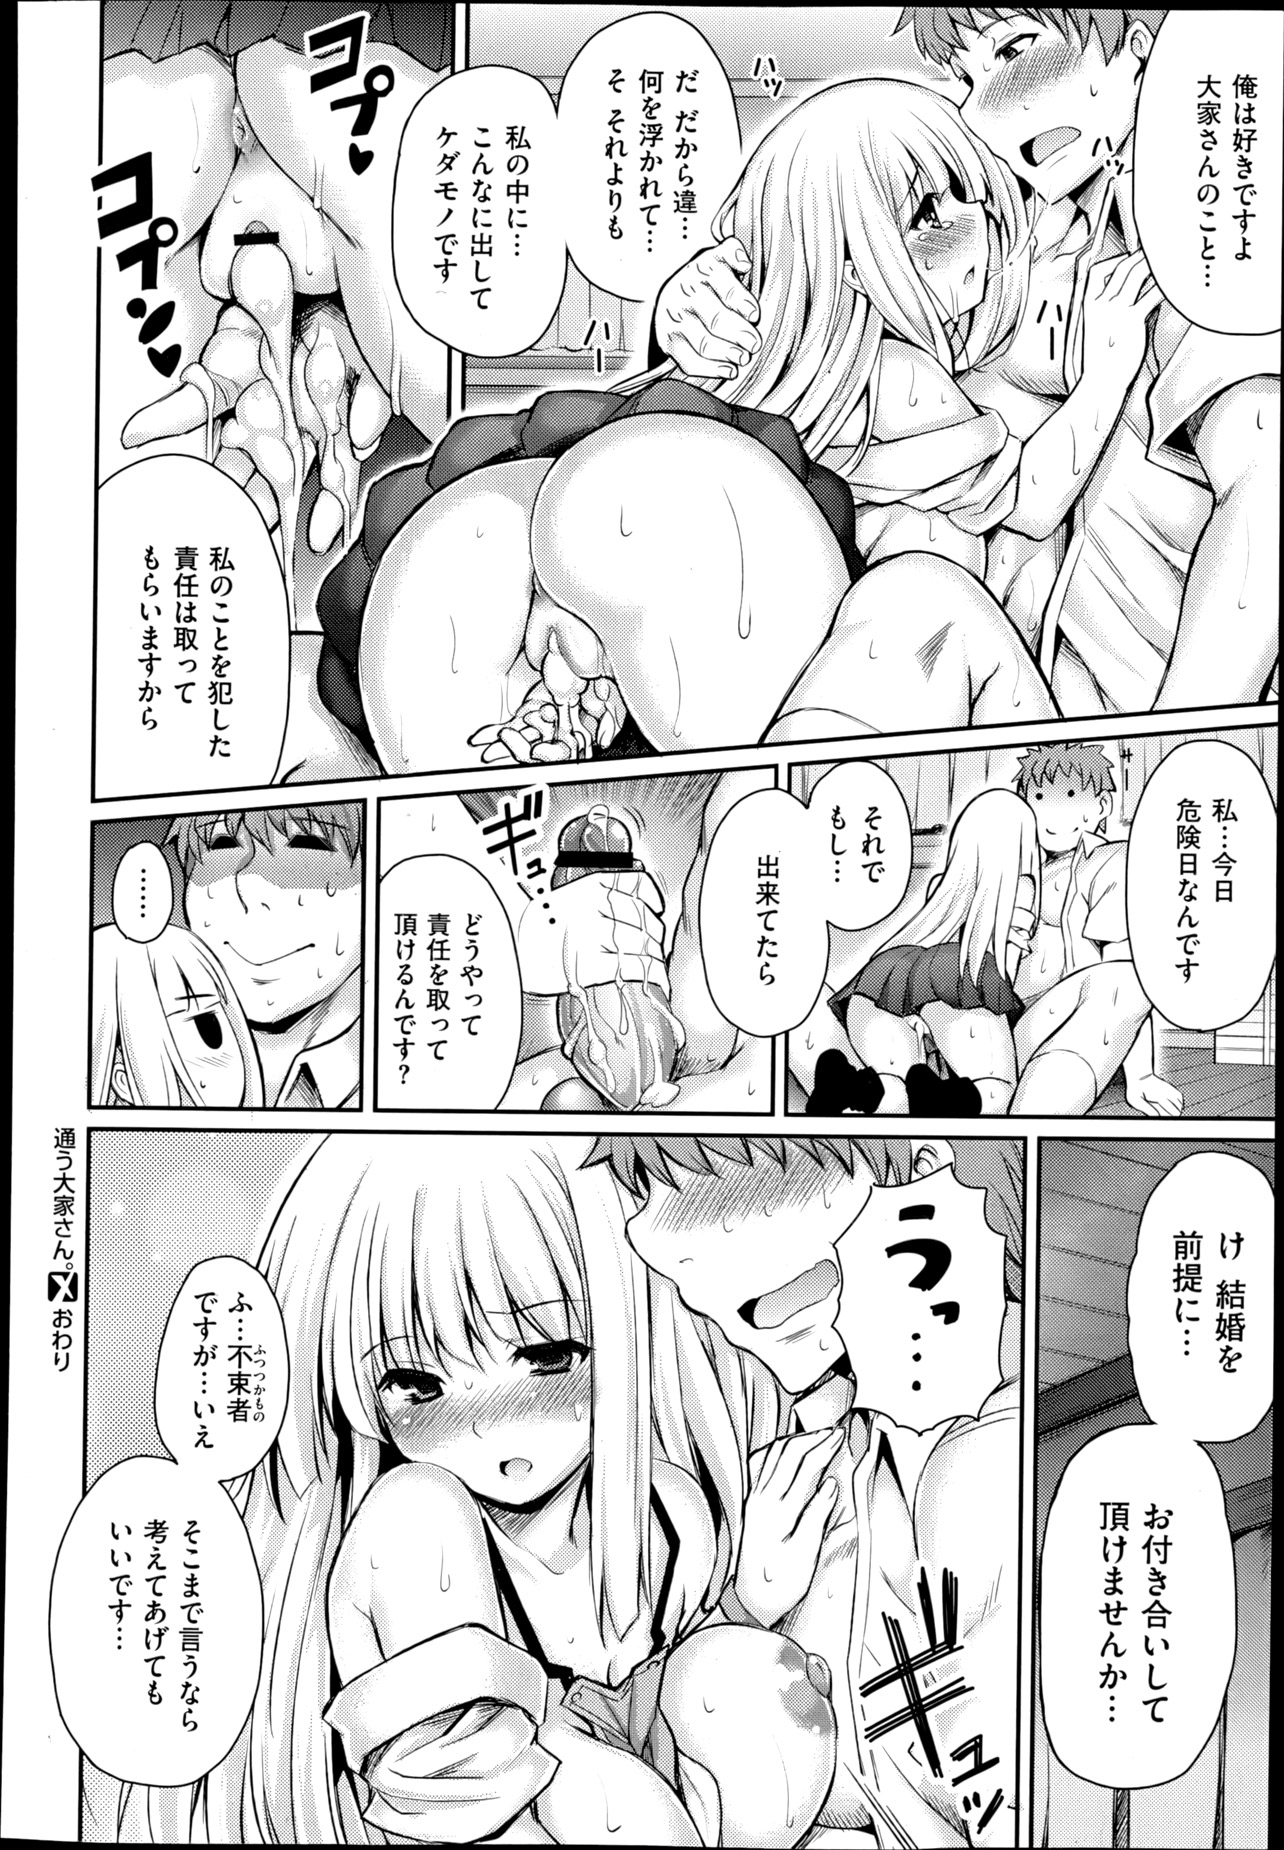 俺は好きですよ
大家さんのこと…
ハッ
ハッ
ハー
ハー
だ だから違…
何を浮かれて…
そ それよりも
私の中に…
こんなに出して
ケダモノです
コプ♥
コプン♥
私のことを犯した
責任は取って
もらいますから
私…今日
危険日なんです
それで
もし…
出来てたら
ギュ…
どうやって
責任を取って
頂けるんです?
……
け 結婚を
前提に…
お付き合いして
頂けませんか…
うっ…
ギュッ
ふ…不束者
ふつつかもの
ですが…いえ
そこまで言うなら
考えてあげても
いいです…
通う大家さん。X おわり